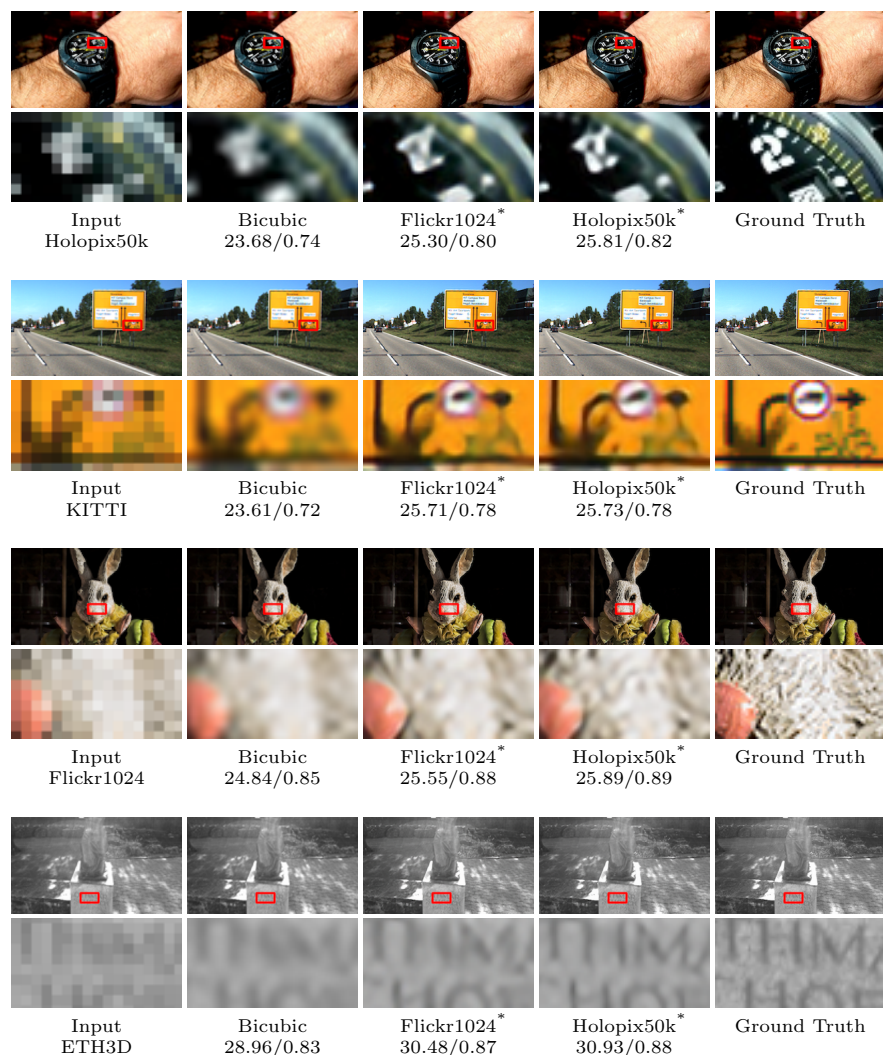 Input
Holopix50k
Bicubic
23.68/0.74
Flickr1024*
25.30/0.80
Holopix50k*
25.81/0.82
Ground Truth
Input
KITTI
Bicubic
23.61/0.72
Flickr1024*
25.71/0.78
Holopix50k*
25.73/0.78
Ground Truth
Input
Flickr1024
Bicubic
24.84/0.85
Flickr1024*
25.55/0.88
Holopix50k*
25.89/0.89
Ground Truth
THIM
HOF
Input
ETH3D
Bicubic
28.96/0.83
Flickr1024*
30.48/0.87
Holopix50k*
30.93/0.88
Ground Truth